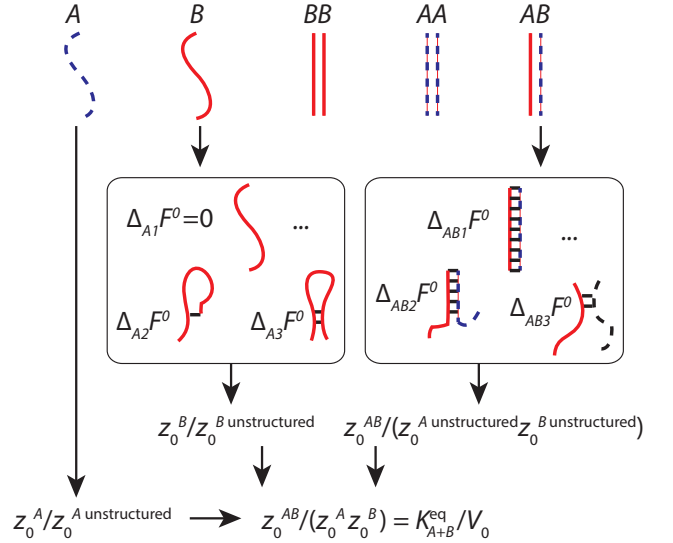 A B BB AA AB
Δ_{A1}F^0=0 ...
Δ_{A2}F^0 Δ_{A3}F^0
Δ_{AB1}F^0 ...
Δ_{AB2}F^0 Δ_{AB3}F^0
z_0^B/z_0^{B unstructured} z_0^{AB}/(z_0^{A unstructured}z_0^{B unstructured})
z_0^A/z_0^{A unstructured} z_0^{AB}/(z_0^A z_0^B) = K_{A+B}^{eq}/V_0